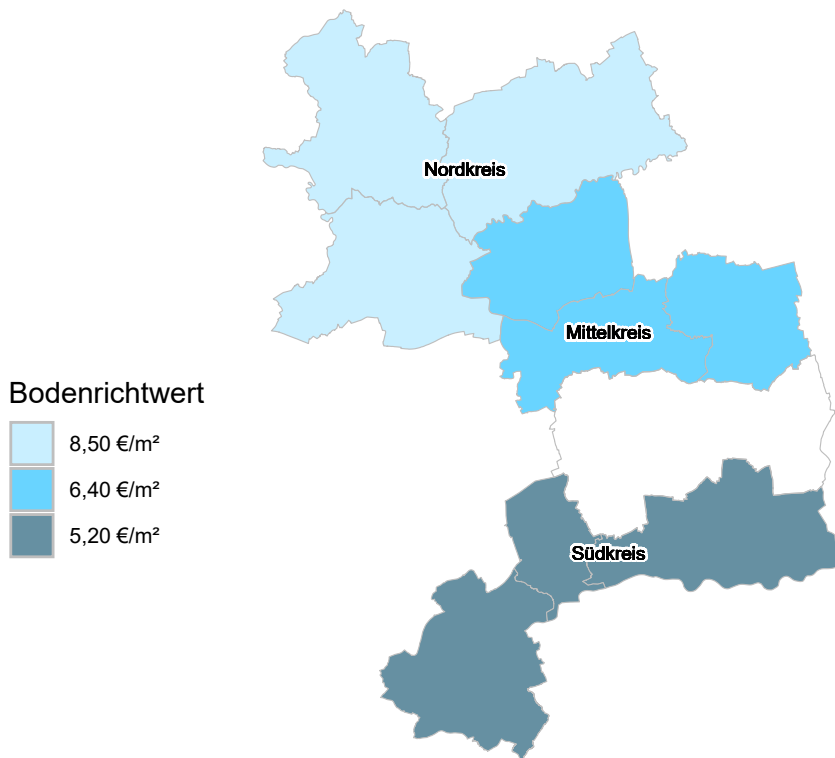 Nordkreis
Mittelkreis
Bodenrichtwert
8,50 €/m²
6,40 €/m²
5,20 €/m²
Südkreis